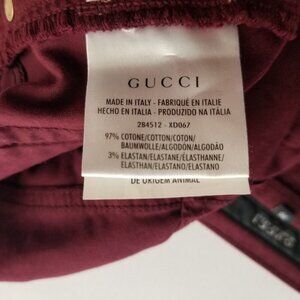 GUCCI
MADE IN ITALY - FABRIQUÉ EN ITALIE
HECHO EN ITALIA - PRODUZIDO NA ITÁLIA
284512 - XD067
97% COTONE/COTTON/COTON/
BAUMWOLLE/ALGODÓN/ALGODÃO
3% ELASTAN/ELASTANE/ÉLASTHANNE/
ELASTHAN/ELASTANO/ELASTANO
DE ORIGEM ANIMAL